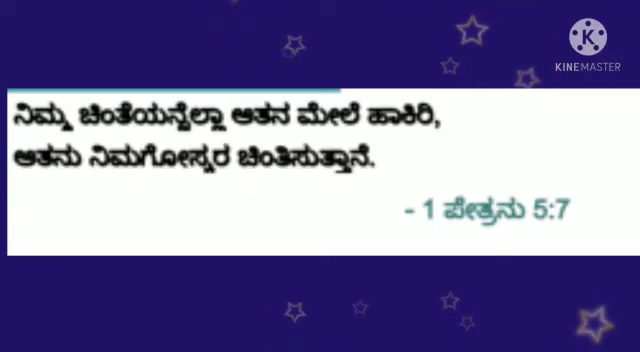 KINEMASTER
ನಿಮ್ಮ ಚಿಂತೆಯನ್ನೆಲ್ಲಾ ಆತನ ಮೇಲೆ ಹಾಕಿರಿ,
ಆತನು ನಿಮಗೋಸ್ಕರ ಚಿಂತಿಸುತ್ತಾನೆ.
- 1 ಪೇತ್ರನು 5:7